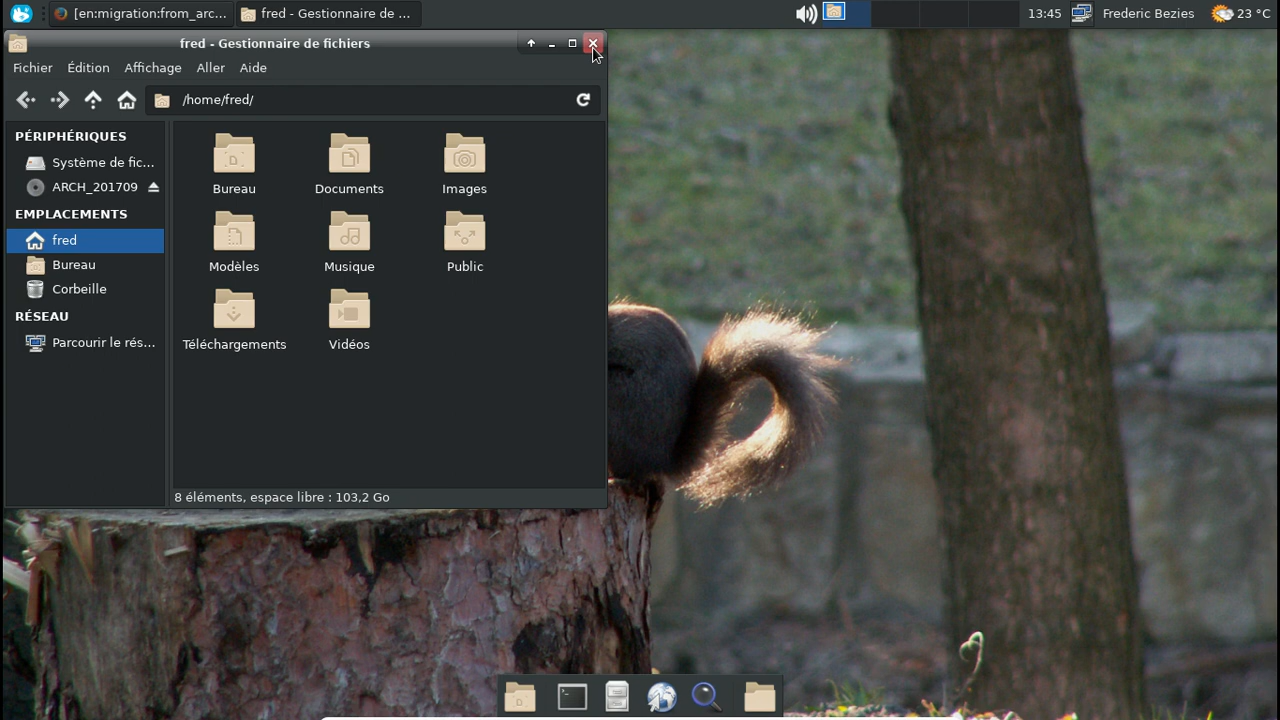 [en:migration:from_arc...
fred - Gestionnaire de ...
13:45
Frederic Bezies
23 °C
fred - Gestionnaire de fichiers
Fichier
Édition
Affichage
Aller
Aide
/home/fred/
PÉRIPHÉRIQUES
Système de fic...
ARCH_201709
EMPLACEMENTS
fred
Bureau
Corbeille
RÉSEAU
Parcourir le rés...
Bureau
Documents
Images
Modèles
Musique
Public
Téléchargements
Vidéos
8 éléments, espace libre : 103,2 Go